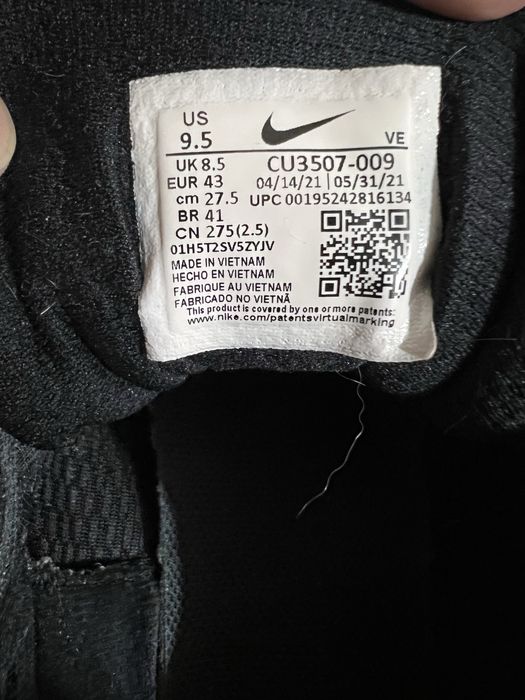 US
9.5
VE
UK 8.5
CU3507-009
EUR 43
04/14/21 | 05/31/21
cm 27.5
UPC 00195242816134
BR 41
CN 275(2.5)
01H5T2SV5ZYJV
MADE IN VIETNAM
HECHO EN VIETNAM
FABRIQUE AU VIETNAM
FABRICADO NO VIETNÃ
This product is covered by one or more patents:
www.nike.com/patentsvirtualmarking